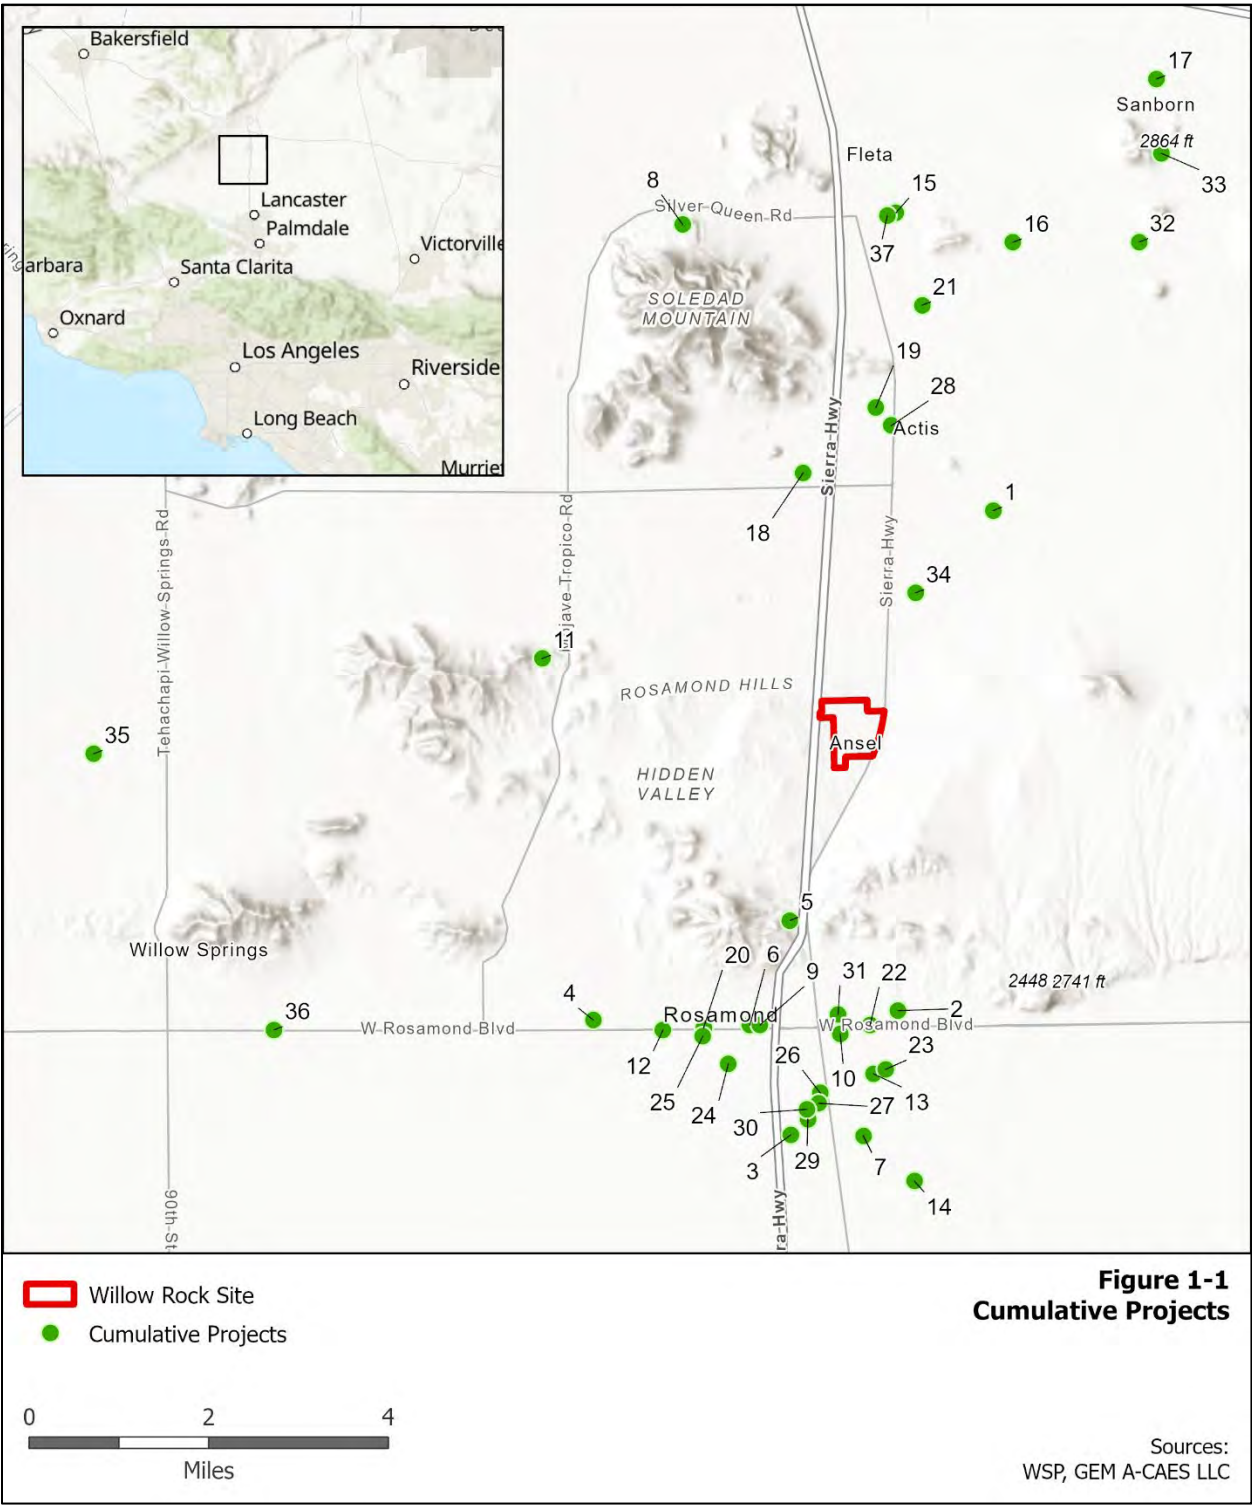 Bakersfield
Lancaster
Palmdale
Victorville
Santa Clarita
arbara
Oxnard
Los Angeles
Riverside
Long Beach
Murrie
17
Sanborn
2864 ft
33
Fleta
8
15
Silver Queen Rd
37
16
32
21
SOLEDAD
MOUNTAIN
19
28
Actis
Sierra Hwy
18
1
Tehachapi-Willow-Springs-Rd
ojave-Tropico-Rd
Sierra-Hwy
34
11
ROSAMOND HILLS
35
Ansel
HIDDEN
VALLEY
5
Willow Springs
20
6
9
31
22
2448 2741 ft
4
36
Rosamond
2
W Rosamond Blvd
W Rosamond Blvd
12
26
10
23
25
24
13
27
30
29
3
7
14
90th-St
ra-Hwy
Willow Rock Site
Cumulative Projects
Figure 1-1
Cumulative Projects
0 2 4
Miles
Sources:
WSP, GEM A-CAES LLC